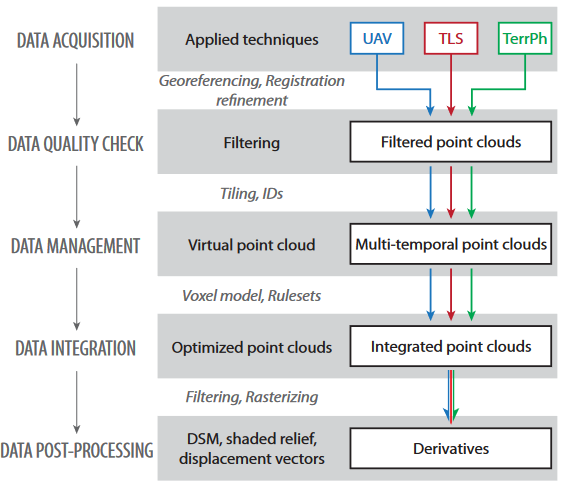 DATA ACQUISITION
Applied techniques
UAV
TLS
TerrPh
Georeferencing, Registration
refinement
DATA QUALITY CHECK
Filtering
Filtered point clouds
Tiling, IDs
DATA MANAGEMENT
Virtual point cloud
Multi-temporal point clouds
Voxel model, Rulesets
DATA INTEGRATION
Optimized point clouds
Integrated point clouds
Filtering, Rasterizing
DATA POST-PROCESSING
DSM, shaded relief,
displacement vectors
Derivatives